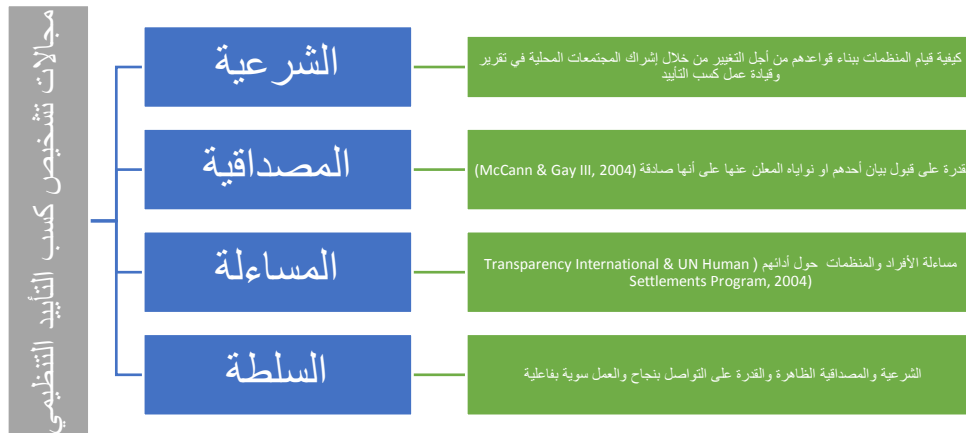 مجالات تشخيص كسب التأييد التنظيمي
الشرعية
كيفية قيام المنظمات ببناء قواعدهم من أجل التغيير من خلال إشراك المجتمعات المحلية في تقرير
وقيادة عمل كسب التأييد
المصداقية
قدرة على قبول بيان أحدهم او نواياه المعلن عنها على أنها صادقة (McCann & Gay III, 2004)
المساءلة
مساءلة الأفراد والمنظمات حول أدائهم ( Transparency International & UN Human
Settlements Program, 2004)
السلطة
الشرعية والمصداقية الظاهرة والقدرة على التواصل بنجاح والعمل سوية بفاعلية